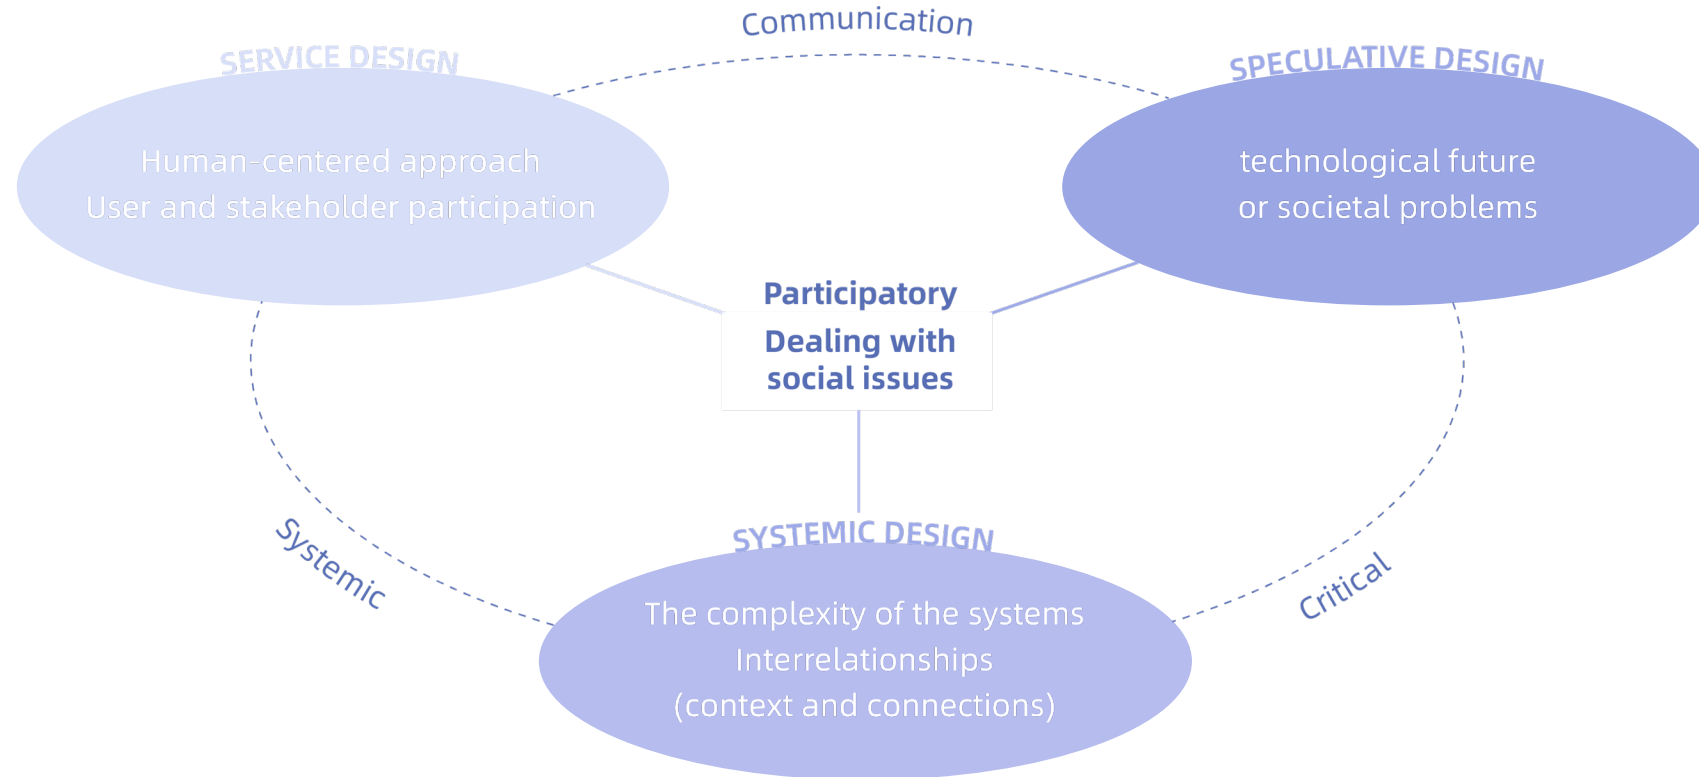 Communication
SERVICE DESIGN
SPECULATIVE DESIGN
Human-centered approach
User and stakeholder participation
technological future
or societal problems
Participatory
Dealing with
social issues
Systemic
Critical
SYSTEMIC DESIGN
The complexity of the systems
Interrelationships
(context and connections)